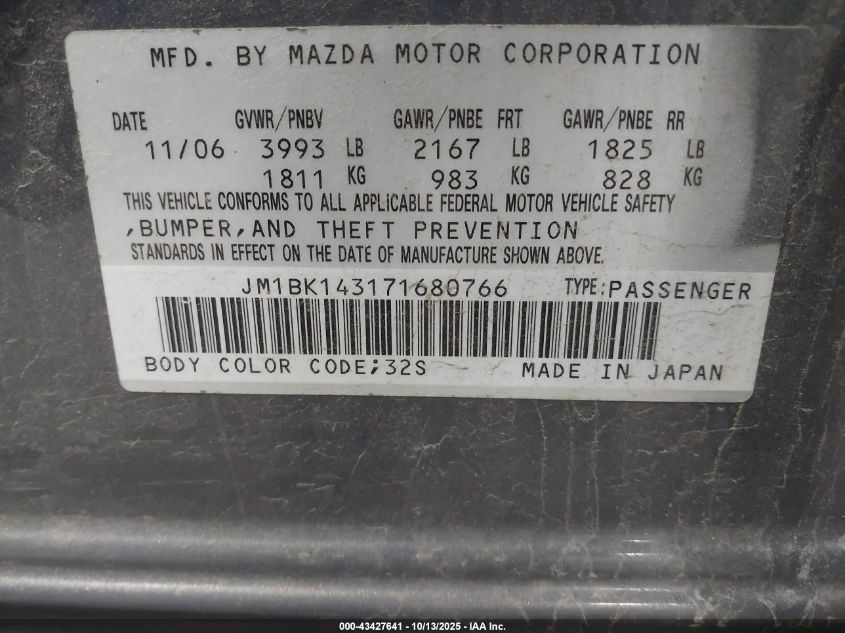 MFD. BY MAZDA MOTOR CORPORATION
DATE GVWR/PNBV GAWR/PNBE FRT GAWR/PNBE RR
11/06 3993 LB 2167 LB 1825 LB
1811 KG 983 KG 828 KG
THIS VEHICLE CONFORMS TO ALL APPLICABLE FEDERAL MOTOR VEHICLE SAFETY
,BUMPER,AND THEFT PREVENTION
STANDARDS IN EFFECT ON THE DATE OF MANUFACTURE SHOWN ABOVE.
JM1BK143171680766 TYPE:PASSENGER
BODY COLOR CODE;32S MADE IN JAPAN
000-43427641 - 10/13/2025 - IAA Inc.